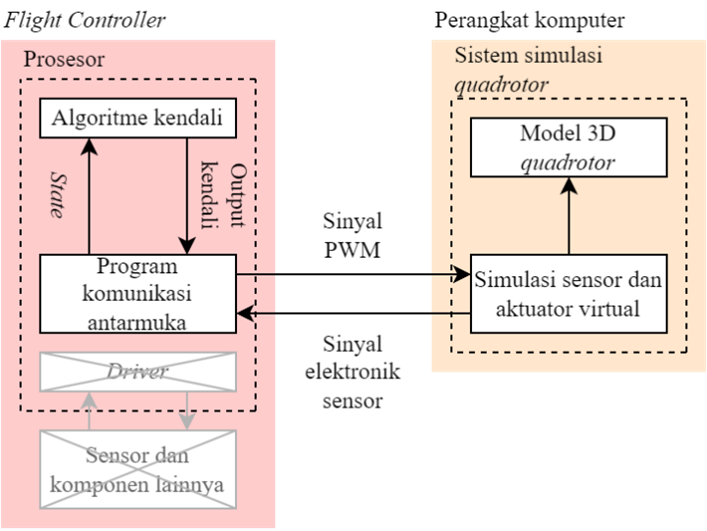 Flight Controller
Prosesor
Algoritme kendali
State
Output
kendali
Program
komunikasi
antarmuka
Driver
Sensor dan
komponen lainnya
Sinyal
PWM
Sinyal
elektronik
sensor
Perangkat komputer
Sistem simulasi
quadrotor
Model 3D
quadrotor
Simulasi sensor dan
aktuator virtual